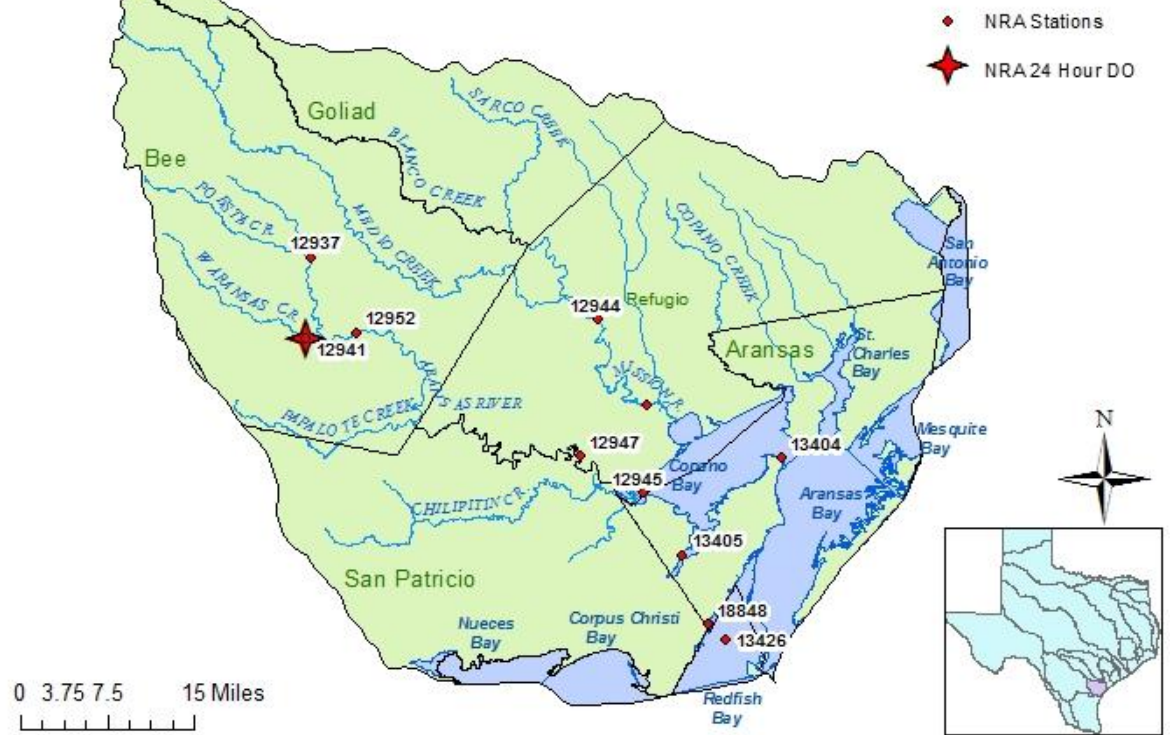 NRA Stations
NRA 24 Hour DO
Goliad
Bee
SARCO CREEK
BLANCO CREEK
POESTA CR.
MEDIO CREEK
W ARANSAS CR.
COPANO CREEK
12937
12952
12941
12944
Refugio
San
Antonio
Bay
Aransas
St.
Charles
Bay
MISSION R.
ARANSAS RIVER
PAPALOTE CREEK
12947
12945
Copano
Bay
13404
Mesquite
Bay
Aransas
Bay
CHILIPITIN CR.
13405
San Patricio
Nueces
Bay
Corpus Christi
Bay
18848
13426
Redfish
Bay
N
0 3.75 7.5 15 Miles